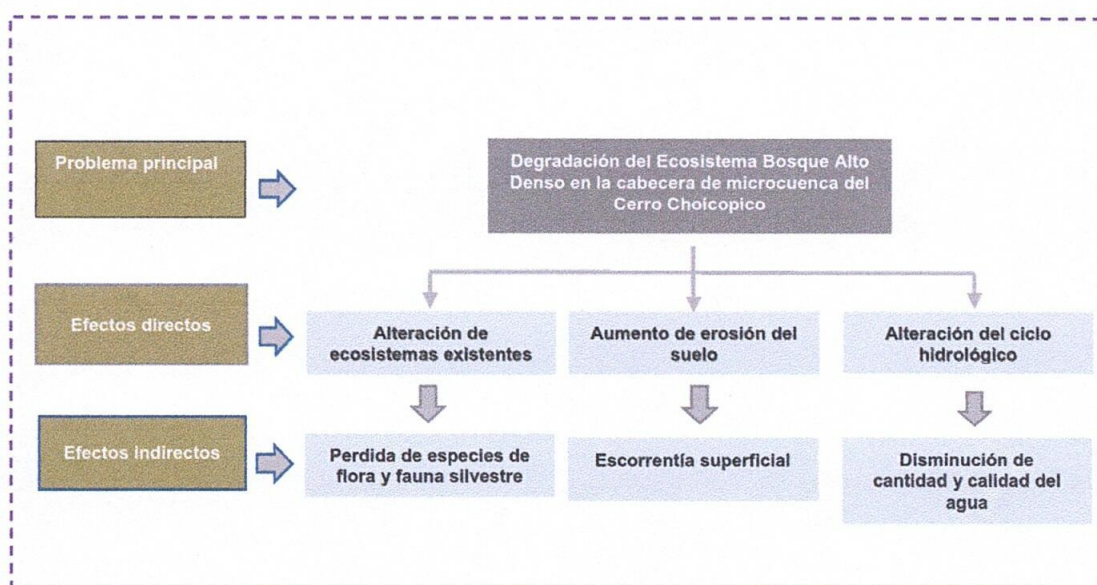 Problema principal
Degradación del Ecosistema Bosque Alto
Denso en la cabecera de microcuenca del
Cerro Choicopico
Efectos directos
Alteración de
ecosistemas existentes
Aumento de erosión del
suelo
Alteración del ciclo
hidrológico
Efectos indirectos
Perdida de especies de
flora y fauna silvestre
Escorrentía superficial
Disminución de
cantidad y calidad del
agua